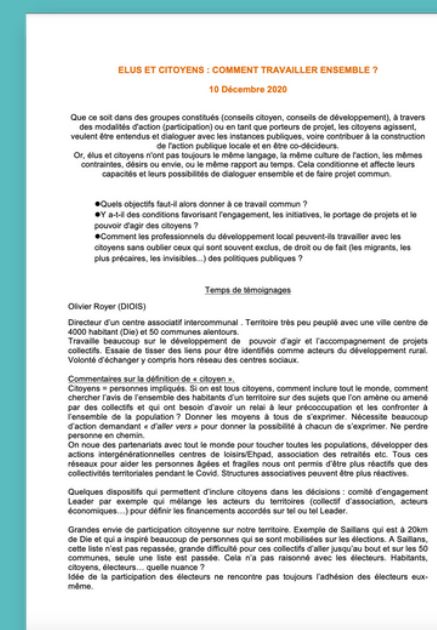 ELUS ET CITOYENS : COMMENT TRAVAILLER ENSEMBLE ?
10 Décembre 2020
Que ce soit dans des groupes constitués (conseils citoyen, conseils de développement), à travers
des modalités d'action (participation) ou en tant que porteurs de projet, les citoyens agissent,
veulent être entendus et dialoguer avec les instances publiques, voire contribuer à la construction
de l'action publique locale et en être co-décideurs.
Or, élus et citoyens n'ont pas toujours le même langage, la même culture de l'action, les mêmes
contraintes, désirs ou envie, ou le même rapport au temps. Cela conditionne et affecte leurs
capacités et leurs possibilités de dialoguer ensemble et de faire projet commun.
●Quels objectifs faut-il alors donner à ce travail commun ?
●Y a-t-il des conditions favorisant l'engagement, les initiatives, le portage de projets et le
pouvoir d'agir des citoyens ?
●Comment les professionnels du développement local peuvent-ils travailler avec les
citoyens sans oublier ceux qui sont souvent exclus, de droit ou de fait (les migrants, les
plus précaires, les invisibles...) des politiques publiques ?
Temps de témoignages
Olivier Royer (DIOIS)
Directeur d'un centre associatif intercommunal . Territoire très peu peuplé avec une ville centre de
4000 habitant (Die) et 50 communes alentours.
Travaille beaucoup sur le développement de pouvoir d'agir et l'accompagnement de projets
collectifs. Essaie de tisser des liens pour être identifiés comme acteurs du développement rural.
Volonté d'échanger y compris hors réseau des centres sociaux.
Commentaires sur la définition de « citoyen ».
Citoyens = personnes impliqués. Si on est tous citoyens, comment inclure tout le monde, comment
chercher l'avis de l'ensemble des habitants d'un territoire sur des sujets que l'on amène ou amené
par des collectifs et qui ont besoin d'avoir un relai à leur préoccupation et les confronter à
l'ensemble de la population ? Donner les moyens à tous de s'exprimer. Nécessite beaucoup
d'action demandant « d'aller vers » pour donner la possibilité à chacun de s'exprimer. Ne perdre
personne en chemin.
On noue des partenariats avec tout le monde pour toucher toutes les populations, développer des
actions intergénérationnelles centres de loisirs/Ehpad, association des retraités etc. Tous ces
réseaux pour aider les personnes âgées et fragiles nous ont permis d'être plus réactifs que des
collectivités territoriales pendant le Covid. Structures associatives peuvent être plus réactives.
Quelques dispositifs qui permettent d'inclure citoyens dans les décisions : comité d'engagement
Leader par exemple qui mélange les acteurs du territoires (collectif d'association, acteurs
économiques...) pour définir les financements accordés sur tel ou tel Leader.
Grandes envie de participation citoyenne sur notre territoire. Exemple de Saillans qui est à 20km
de Die et qui a inspiré beaucoup de personnes qui se sont mobilisées sur les élections. A Saillans,
cette liste n'est pas repassée, grande difficulté pour ces collectifs d'aller jusqu'au bout et sur les 50
communes, seule une liste est passée. Cela n'a pas raisonné avec les électeurs. Habitants,
citoyens, électeurs... quelle nuance ?
Idée de la participation des électeurs ne rencontre pas toujours l'adhésion des électeurs eux-
même.